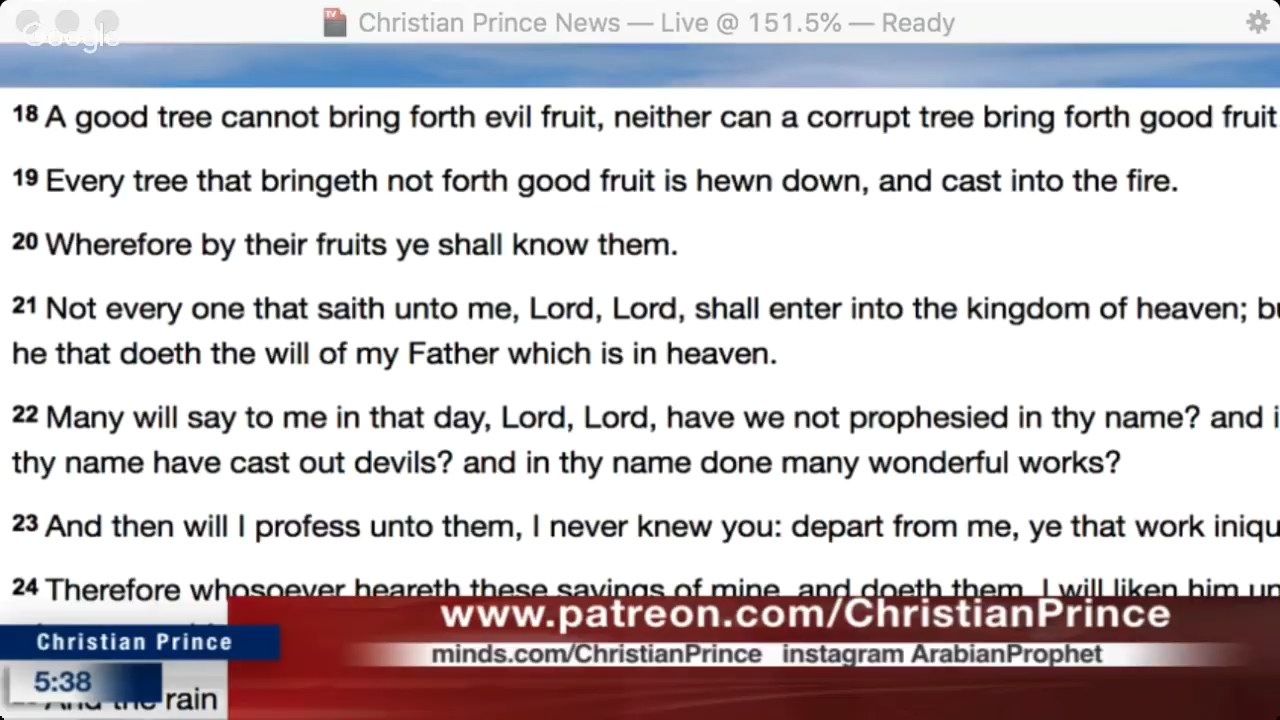 Christian Prince News — Live @ 151.5% — Ready
Google
18 A good tree cannot bring forth evil fruit, neither can a corrupt tree bring forth good fruit
19 Every tree that bringeth not forth good fruit is hewn down, and cast into the fire.
20 Wherefore by their fruits ye shall know them.
21 Not every one that saith unto me, Lord, Lord, shall enter into the kingdom of heaven;
he that doeth the will of my Father which is in heaven.
22 Many will say to me in that day, Lord, Lord, have we not prophesied in thy name? and
thy name have cast out devils? and in thy name done many wonderful works?
23 And then will I profess unto them, I never knew you: depart from me, ye that work
24 Therefore whosoever heareth these sayings of mine, and doeth them, I will liken him
www.patreon.com/ChristianPrince
Christian Prince
minds.com/ChristianPrince instagram ArabianProphet
5:38
And the rain